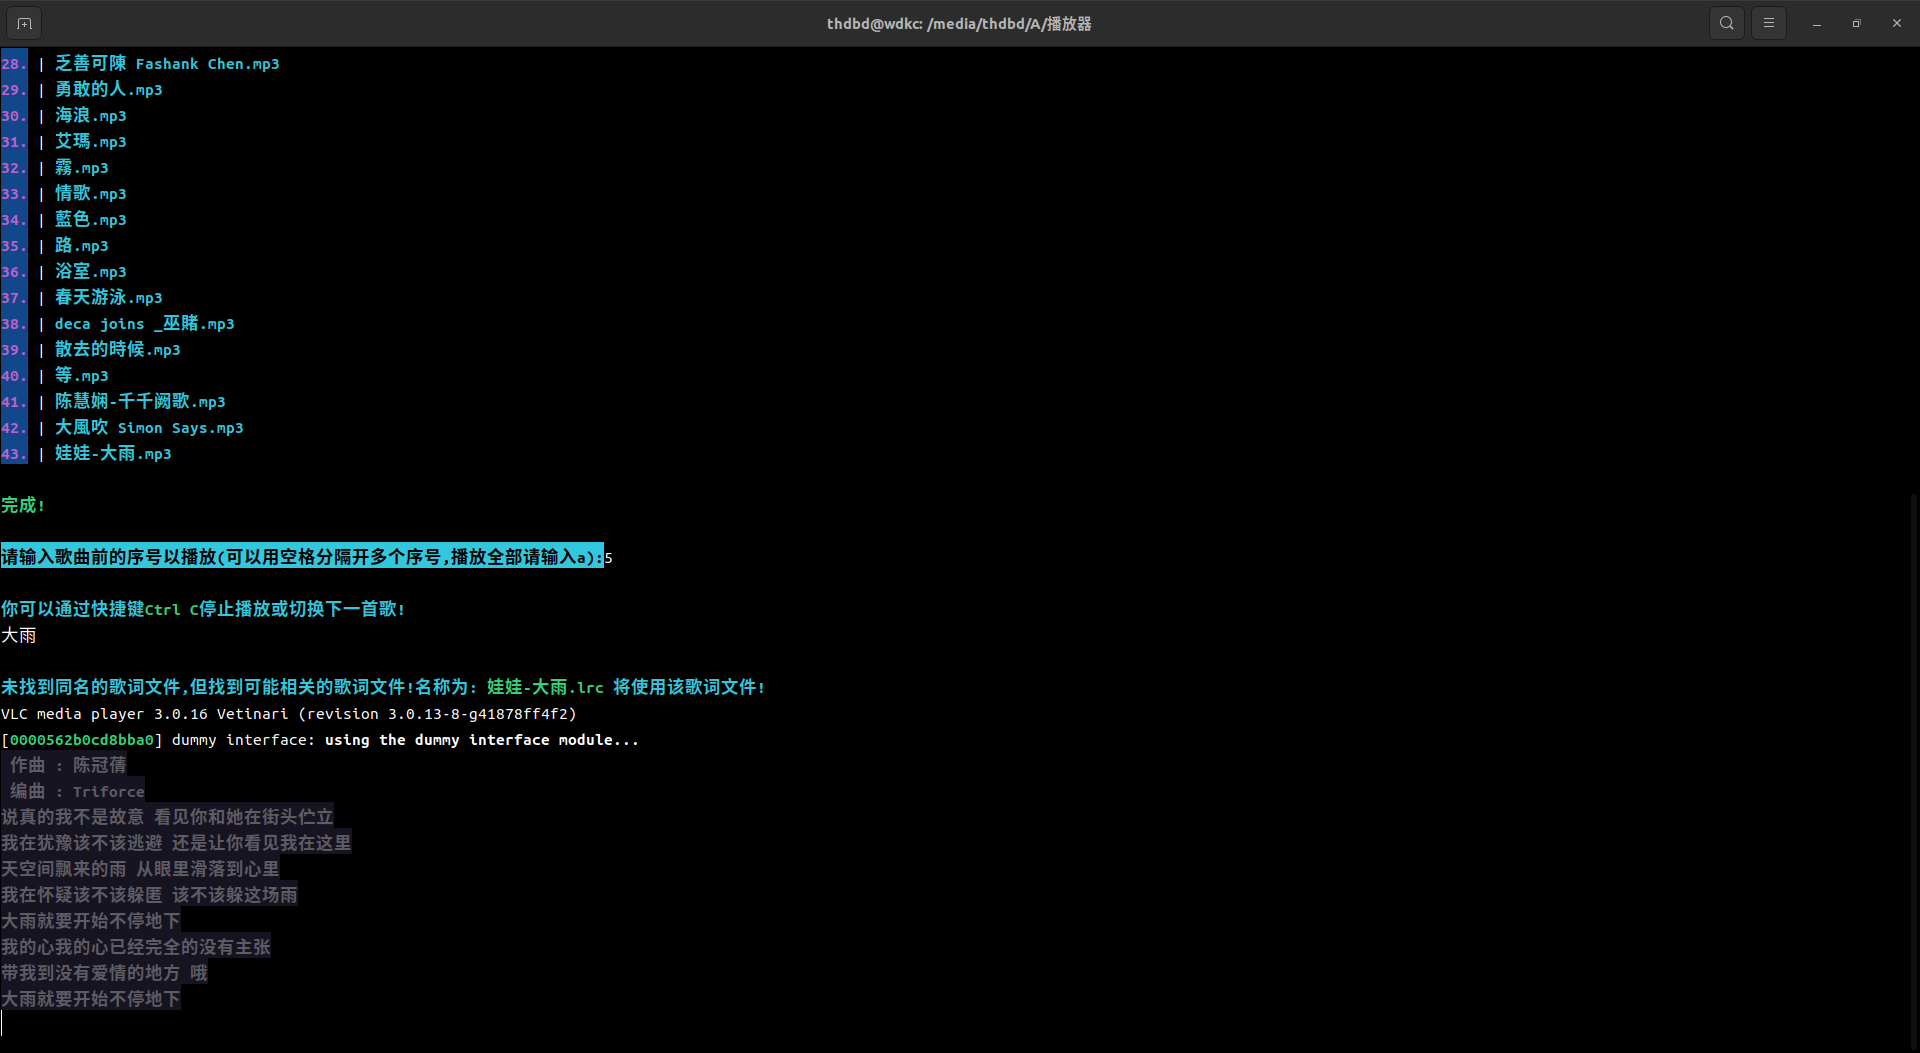 thdbd@wdkc: /media/thdbd/A/播放器
28. | 乏善可陳 Fashank Chen.mp3
29. | 勇敢的人.mp3
30. | 海浪.mp3
31. | 艾瑪.mp3
32. | 霧.mp3
33. | 情歌.mp3
34. | 藍色.mp3
35. | 路.mp3
36. | 浴室.mp3
37. | 春天游泳.mp3
38. | deca joins _巫賭.mp3
39. | 散去的時候.mp3
40. | 等.mp3
41. | 陈慧娴-千千阙歌.mp3
42. | 大風吹 Simon Says.mp3
43. | 娃娃-大雨.mp3
完成!
请输入歌曲前的序号以播放(可以用空格分隔开多个序号,播放全部请输入a):5
你可以通过快捷键Ctrl C停止播放或切换下一首歌!
大雨
未找到同名的歌词文件,但找到可能相关的歌词文件!名称为: 娃娃-大雨.lrc 将使用该歌词文件!
VLC media player 3.0.16 Vetinari (revision 3.0.13-8-g41878ff4f2)
[0000562b0cd8bba0] dummy interface: using the dummy interface module...
作曲 : 陈冠蒨
编曲 : Triforce
说真的我不是故意 看见你和她在街头伫立
我在犹豫该不该逃避 还是让你看见我在这里
天空间飘来的雨 从眼里滑落到心里
我在怀疑该不该躲匿 该不该躲这场雨
大雨就要开始不停地下
我的心我的心已经完全的没有主张
带我到没有爱情的地方 哦
大雨就要开始不停地下